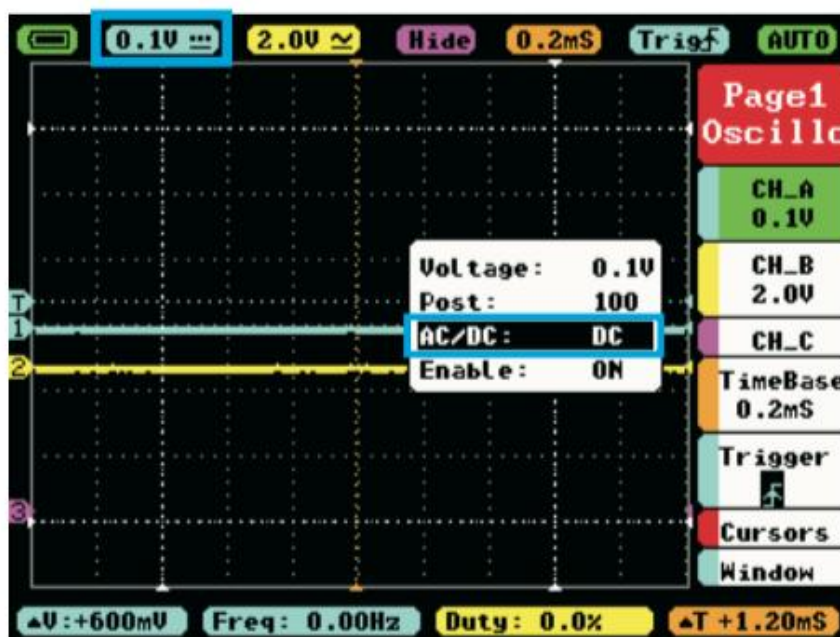 0.1V 2.0V Hide 0.2mS Trig AUTO
Page1
Oscillo
CH_A
0.1V
CH_B
2.0V
CH_C
TimeBase
0.2mS
Trigger
Cursors
Window
Voltage: 0.1V
Post: 100
AC/DC: DC
Enable: ON
T
1
2
3
▲V:+600mV Freq: 0.00Hz Duty: 0.0% ▲T +1.20mS